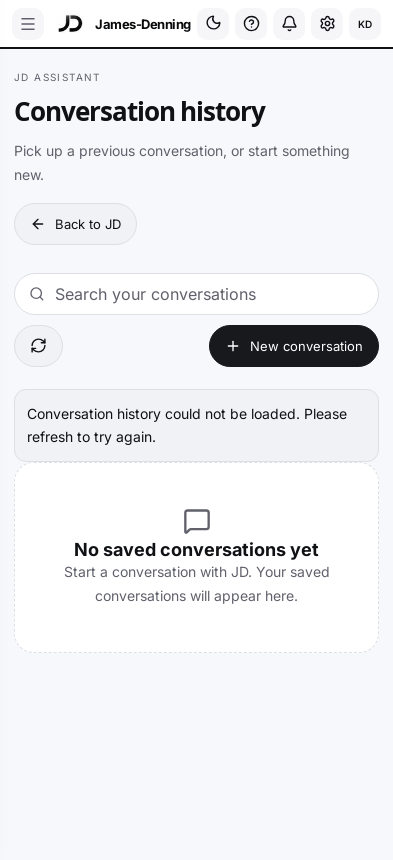 JD James-Denning KD
JD ASSISTANT
Conversation history
Pick up a previous conversation, or start something
new.
Back to JD
Search your conversations
New conversation
Conversation history could not be loaded. Please
refresh to try again.
No saved conversations yet
Start a conversation with JD. Your saved
conversations will appear here.